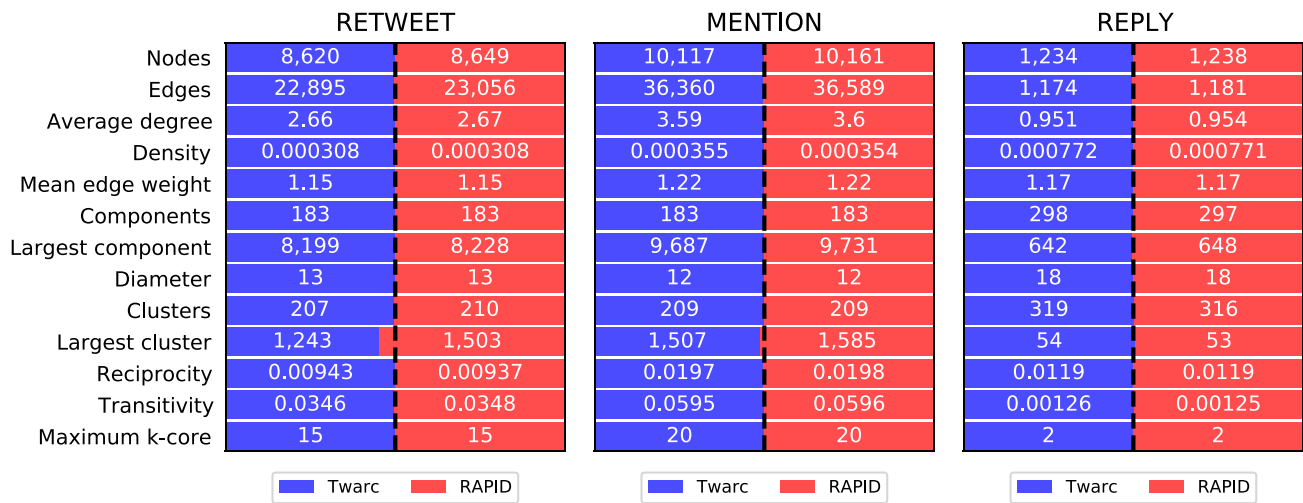 RETWEET MENTION REPLY
Nodes 8,620 8,649 10,117 10,161 1,234 1,238
Edges 22,895 23,056 36,360 36,589 1,174 1,181
Average degree 2.66 2.67 3.59 3.6 0.951 0.954
Density 0.000308 0.000308 0.000355 0.000354 0.000772 0.000771
Mean edge weight 1.15 1.15 1.22 1.22 1.17 1.17
Components 183 183 183 183 298 297
Largest component 8,199 8,228 9,687 9,731 642 648
Diameter 13 13 12 12 18 18
Clusters 207 210 209 209 319 316
Largest cluster 1,243 1,503 1,507 1,585 54 53
Reciprocity 0.00943 0.00937 0.0197 0.0198 0.0119 0.0119
Transitivity 0.0346 0.0348 0.0595 0.0596 0.00126 0.00125
Maximum k-core 15 15 20 20 2 2
Twarc RAPID Twarc RAPID Twarc RAPID